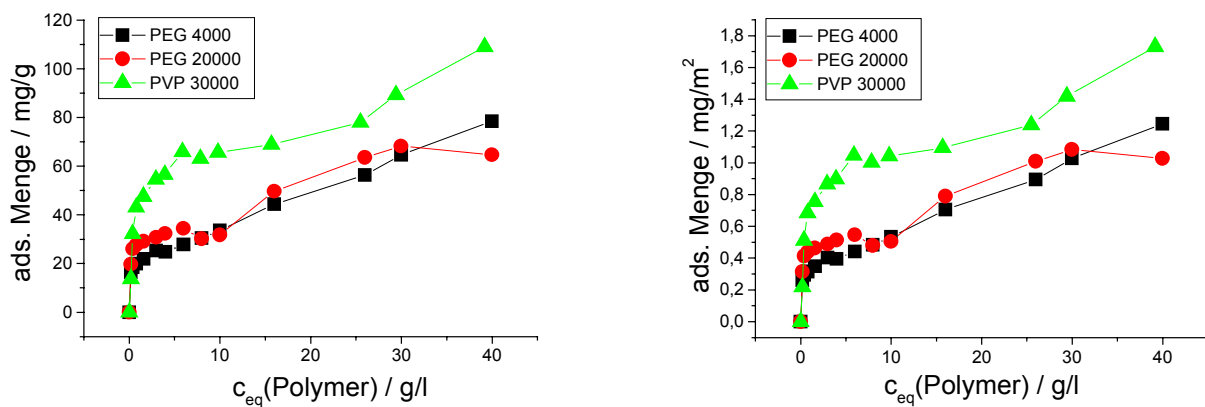 PEG 4000
PEG 20000
PVP 30000
120
100
80
60
40
20
0
ads. Menge / mg/g
0 10 20 30 40
c_eq(Polymer) / g/l
PEG 4000
PEG 20000
PVP 30000
1,8
1,6
1,4
1,2
1,0
0,8
0,6
0,4
0,2
0,0
ads. Menge / mg/m²
0 10 20 30 40
c_eq(Polymer) / g/l